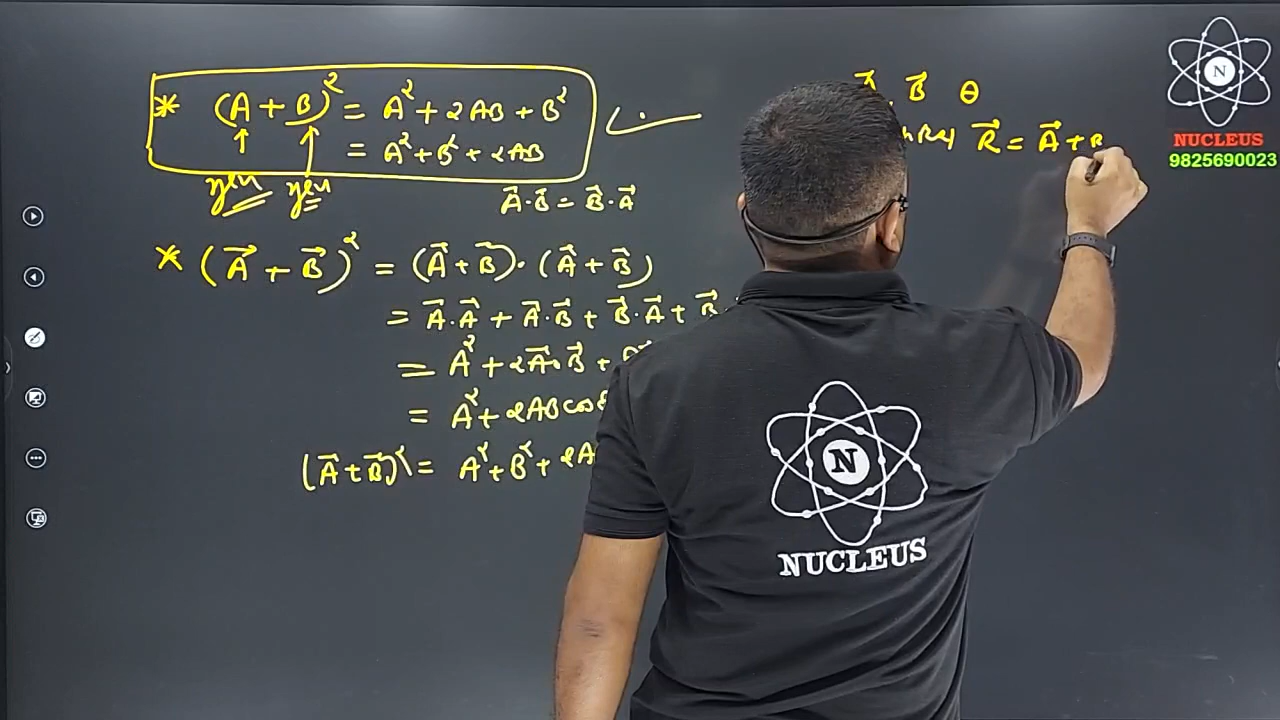 * (A + B)² = A² + 2AB + B²
= A² + B² + 2AB
A⃗·B⃗ = B⃗·A⃗
* (A⃗ + B⃗)² = (A⃗ + B⃗)·(A⃗ + B⃗)
= A⃗·A⃗ + A⃗·B⃗ + B⃗·A⃗ + B⃗
= A² + 2A⃗·B⃗ +
= A² + 2AB cos
(A⃗ + B⃗)² = A² + B² + 2A
B⃗ θ
R⃗ = A⃗ + B
N
NUCLEUS
9825690023
N
NUCLEUS